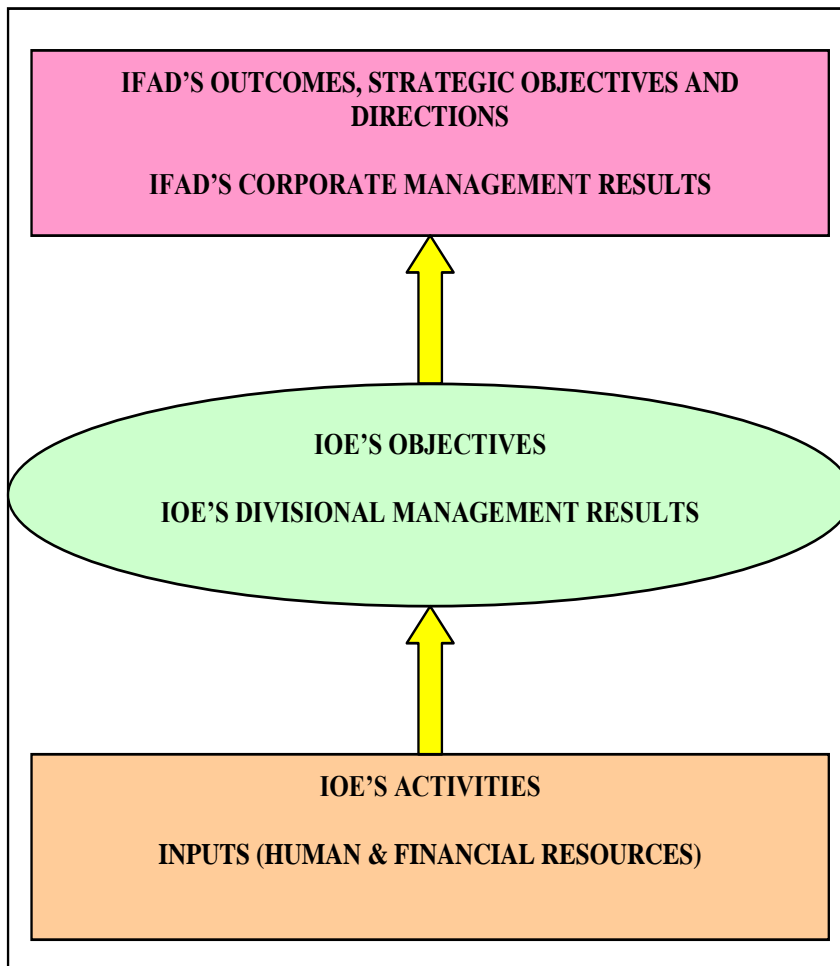 IFAD'S OUTCOMES, STRATEGIC OBJECTIVES AND
DIRECTIONS
IFAD'S CORPORATE MANAGEMENT RESULTS
IOE'S OBJECTIVES
IOE'S DIVISIONAL MANAGEMENT RESULTS
IOE'S ACTIVITIES
INPUTS (HUMAN & FINANCIAL RESOURCES)